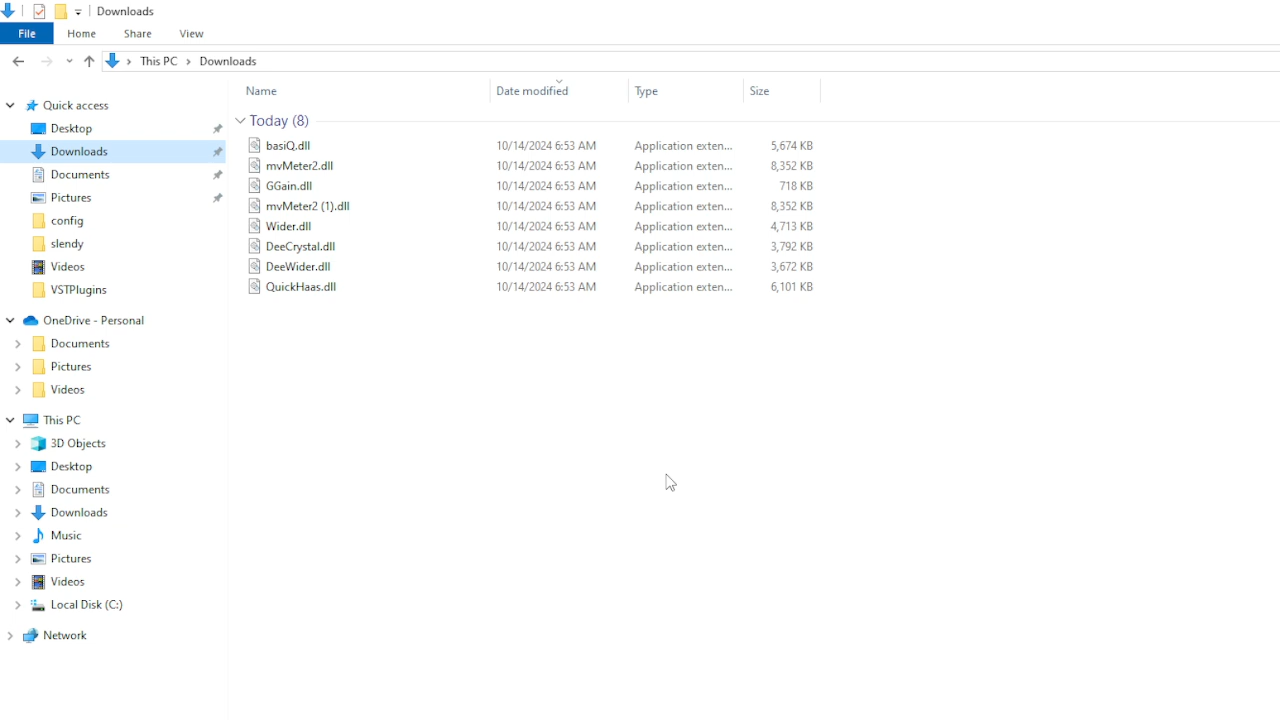 Downloads
File Home Share View
This PC Downloads
Name Date modified Type Size
Quick access
Desktop
Downloads
Documents
Pictures
config
slendy
Videos
VSTPlugins
OneDrive - Personal
Documents
Pictures
Videos
This PC
3D Objects
Desktop
Documents
Downloads
Music
Pictures
Videos
Local Disk (C:)
Network
Today (8)
basiQ.dll 10/14/2024 6:53 AM Application exten... 5,674 KB
mvMeter2.dll 10/14/2024 6:53 AM Application exten... 8,352 KB
GGain.dll 10/14/2024 6:53 AM Application exten... 718 KB
mvMeter2 (1).dll 10/14/2024 6:53 AM Application exten... 8,352 KB
Wider.dll 10/14/2024 6:53 AM Application exten... 4,713 KB
DeeCrystal.dll 10/14/2024 6:53 AM Application exten... 3,792 KB
DeeWider.dll 10/14/2024 6:53 AM Application exten... 3,672 KB
QuickHaas.dll 10/14/2024 6:53 AM Application exten... 6,101 KB